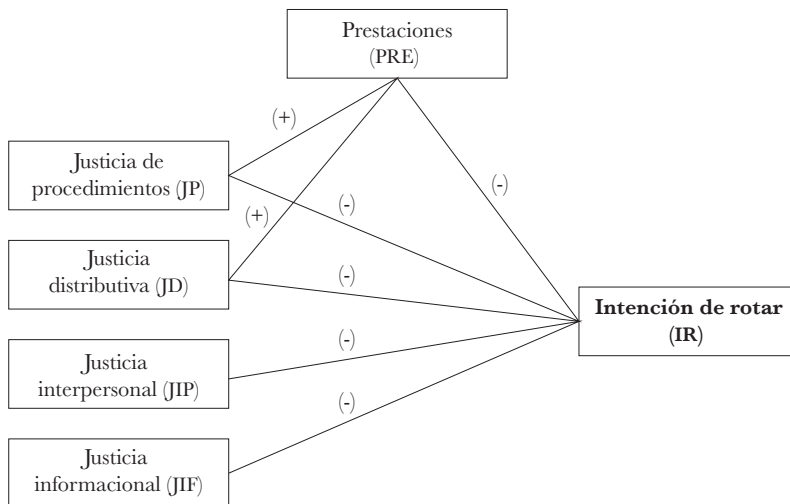 Prestaciones
(PRE)
(+)
Justicia de
procedimientos (JP)
(-)
(+)
(-)
Justicia
distributiva (JD)
(-)
Intención de rotar
(IR)
(-)
Justicia
interpersonal (JIP)
(-)
Justicia
informacional (JIF)